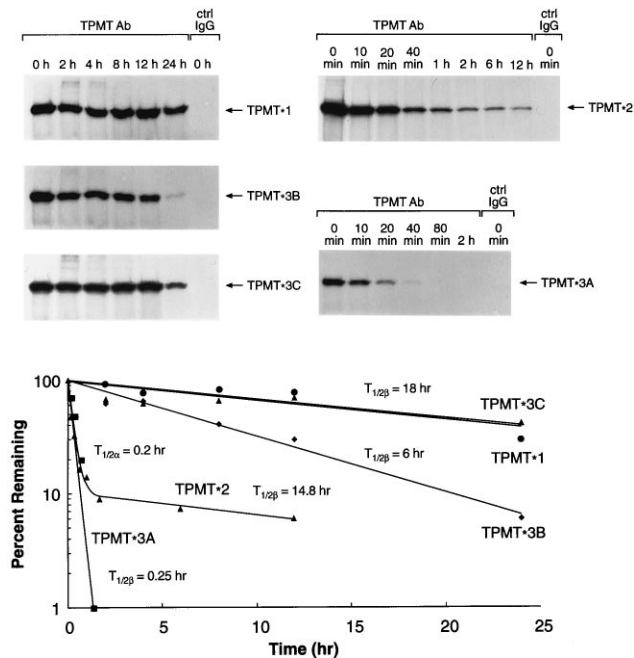 TPMT Ab
ctrl
IgG
0 h 2 h 4 h 8 h 12 h 24 h 0 h
TPMT*1
TPMT*3B
TPMT*3C
TPMT Ab
ctrl
IgG
0 min 10 min 20 min 40 min 1 h 2 h 6 h 12 h 0 min
TPMT*2
TPMT Ab
ctrl
IgG
0 min 10 min 20 min 40 min 80 min 2 h 0 min
TPMT*3A
Percent Remaining
100
10
1
T1/2β = 18 hr
TPMT*3C
TPMT*1
T1/2α = 0.2 hr
T1/2β = 6 hr
TPMT*2
T1/2β = 14.8 hr
TPMT*3B
TPMT*3A
T1/2β = 0.25 hr
0 5 10 15 20 25
Time (hr)